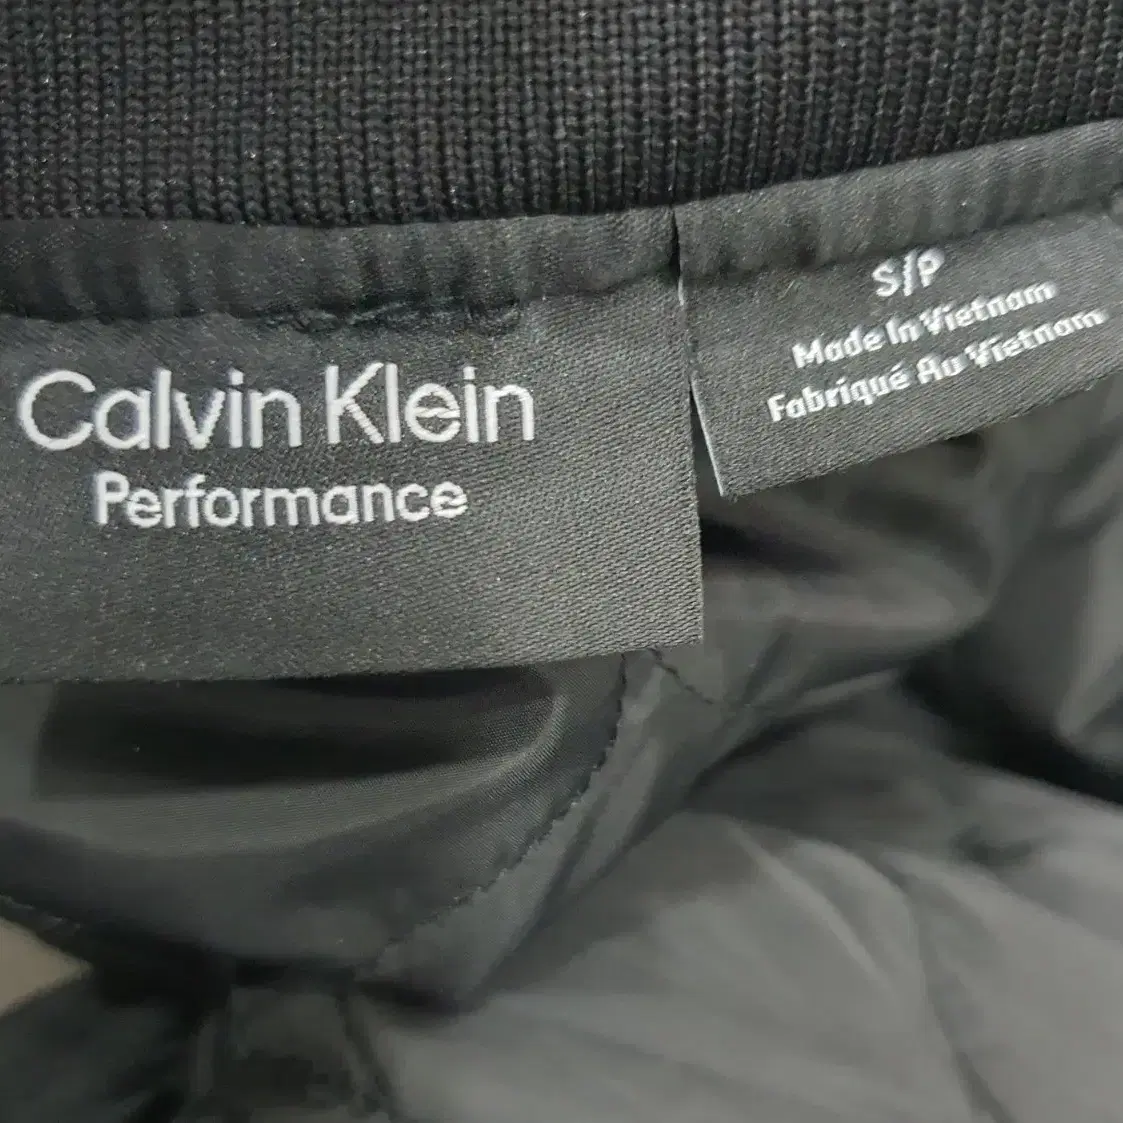 Calvin Klein
Performance
S/P
Made In Vietnam
Fabriqué Au Vietnam